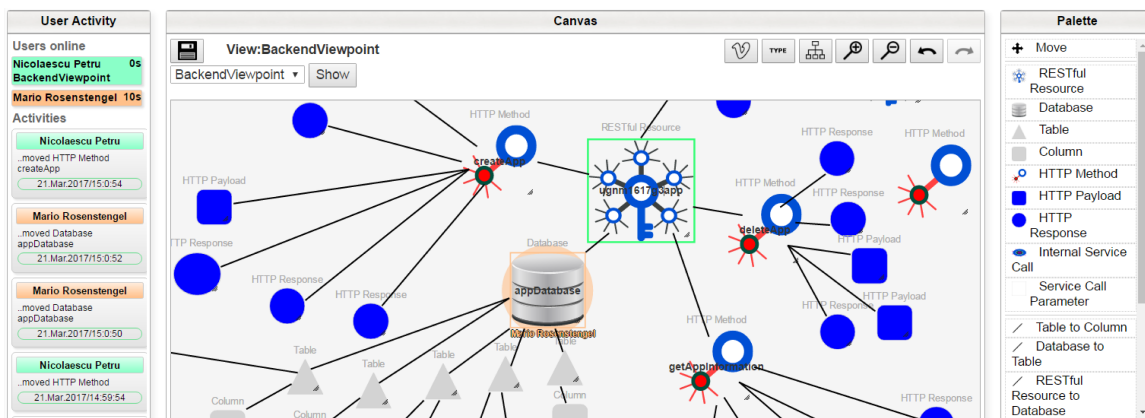 User Activity
Users online
Nicolaescu Petru 0s
BackendViewpoint
Mario Rosenstengel 10s
Activities
Nicolaescu Petru
..moved HTTP Method
createApp
21.Mar.2017/15:0:54
Mario Rosenstengel
..moved Database
appDatabase
21.Mar.2017/15:0:52
Mario Rosenstengel
..moved Database
appDatabase
21.Mar.2017/15:0:50
Nicolaescu Petru
..moved HTTP Method
21.Mar.2017/14:59:54
Canvas
View:BackendViewpoint
TYPE
BackendViewpoint
Show
HTTP Method
createApp
RESTful Resource
HTTP Response
HTTP Method
HTTP Payload
HTTP Method
HTTP Response
deleteApp
TTP Response
Database
HTTP Payload
HTTP Response
appDatabase
HTTP Response
HTTP Response
HTTP Payload
Mario Rosenstengel
HTTP Method
Table
Table
Table
Table
Table
getAppInformation
Column
Column
HTTP Response
Palette
Move
RESTful
Resource
Database
Table
Column
HTTP Method
HTTP Payload
HTTP
Response
Internal Service
Call
Service Call
Parameter
Table to Column
Database to
Table
RESTful
Resource to
Database